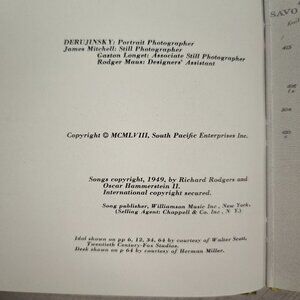 DERUJINSKY: Portrait Photographer
James Mitchell: Still Photographer
Gaston Longet: Associate Still Photographer
Rodger Maus: Designers' Assistant
Copyright © MCMLVIII, South Pacific Enterprises Inc.
Songs copyright, 1949, by Richard Rodgers and
Oscar Hammerstein II.
International copyright secured.
Song publisher, Williamson Music Inc., New York.
(Selling Agent: Chappell & Co. Inc., N. Y.)
Idol shown on pp 6, 12, 34, 64 by courtesy of Walter Scott,
Twentieth Century-Fox Studios.
Desk shown on p 64 by courtesy of Herman Miller.
SAVO